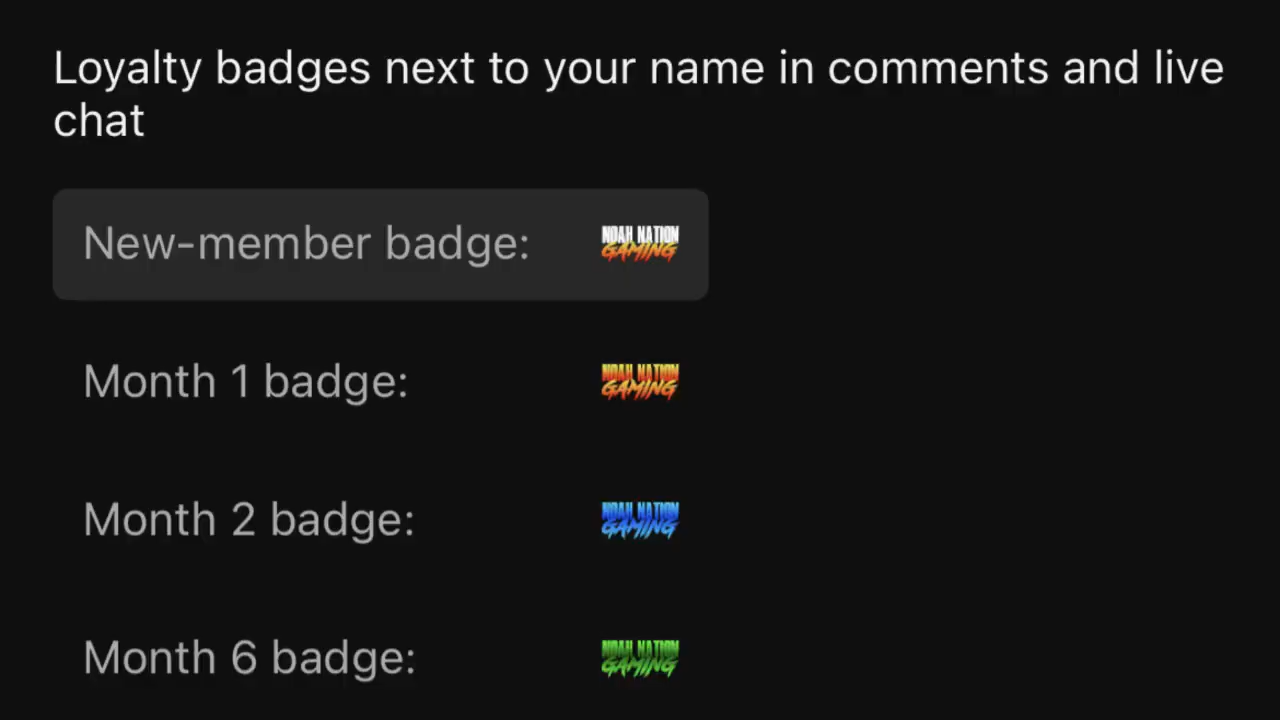 Loyalty badges next to your name in comments and live
chat
New-member badge:
NOAH NATION
GAMING
Month 1 badge:
NOAH NATION
GAMING
Month 2 badge:
NOAH NATION
GAMING
Month 6 badge:
NOAH NATION
GAMING